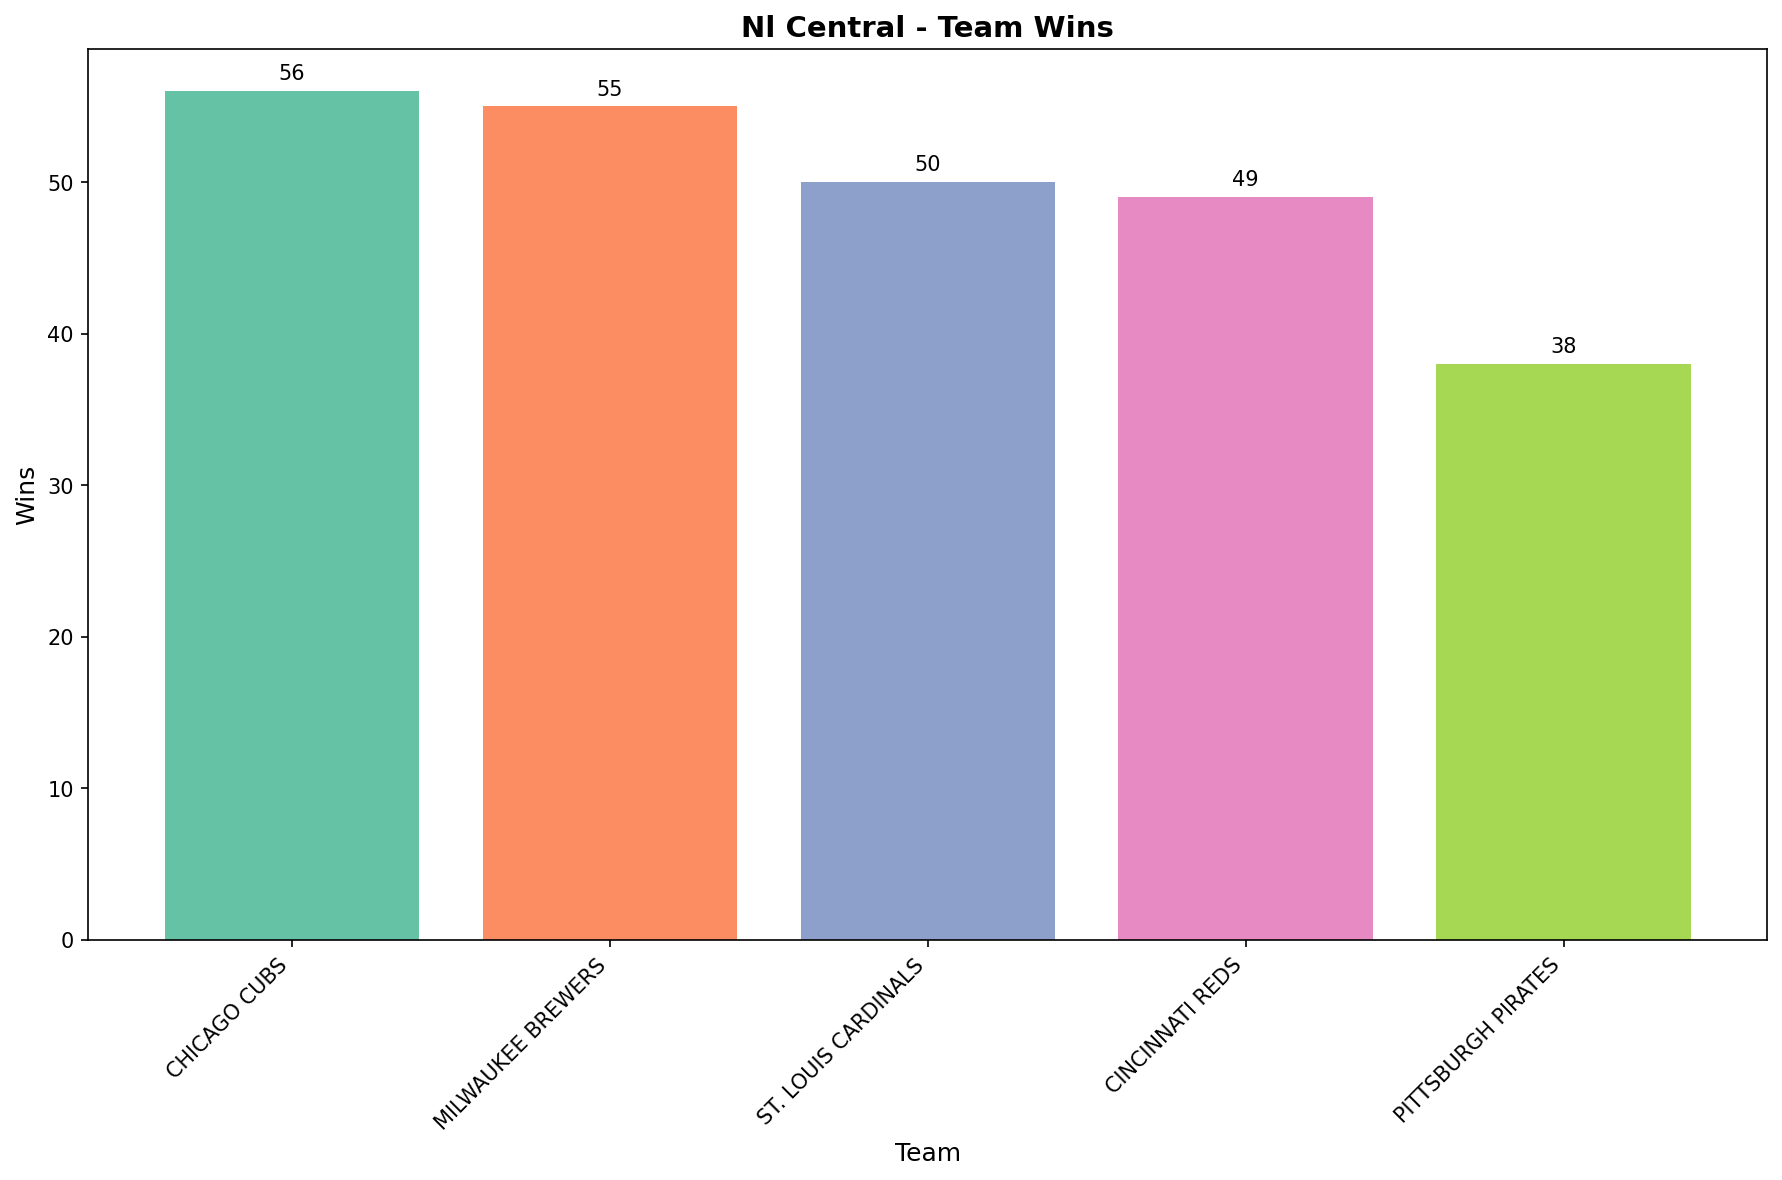 Nl Central - Team Wins
56
55
50
49
38
Wins
50
40
30
20
10
0
CHICAGO CUBS
MILWAUKEE BREWERS
ST. LOUIS CARDINALS
CINCINNATI REDS
PITTSBURGH PIRATES
Team